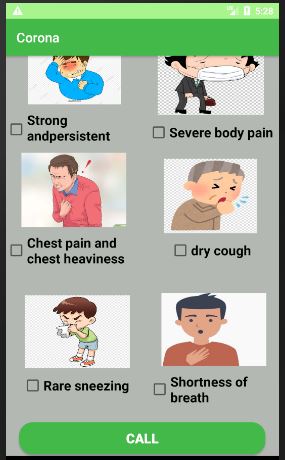 5:28
Corona
Strong
andpersistent
Severe body pain
Chest pain and
chest heaviness
dry cough
Rare sneezing
Shortness of
breath
CALL